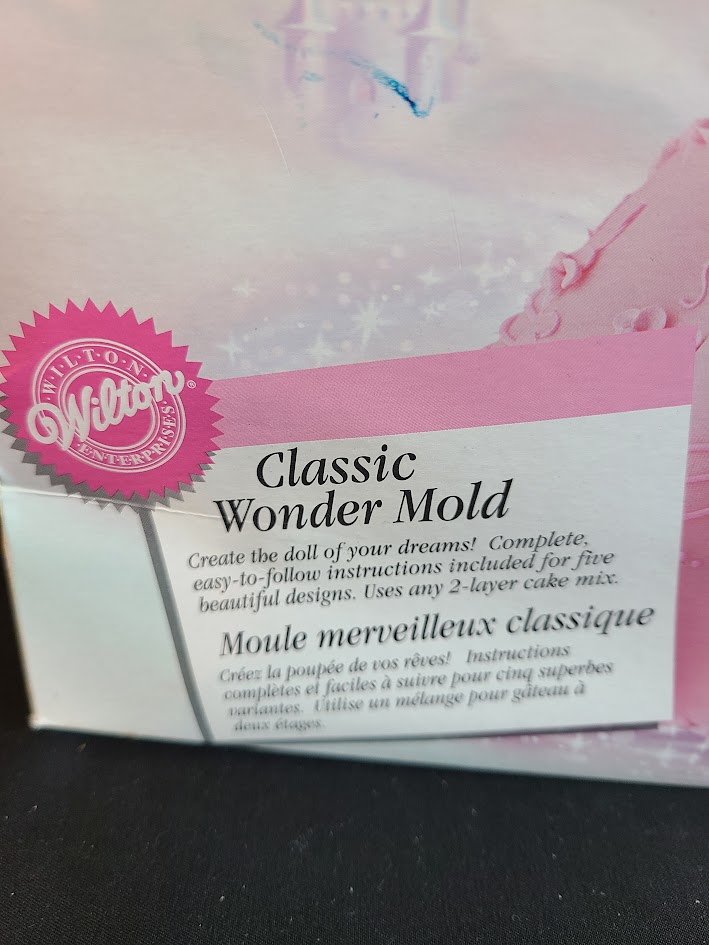 WILTON
Wilton®
ENTERPRISES
Classic
Wonder Mold
Create the doll of your dreams! Complete,
easy-to-follow instructions included for five
beautiful designs. Uses any 2-layer cake mix.
Moule merveilleux classique
Créez la poupée de vos rêves! Instructions
complètes et faciles à suivre pour cinq superbes
variantes. Utilise un mélange pour gâteau à
deux étages.